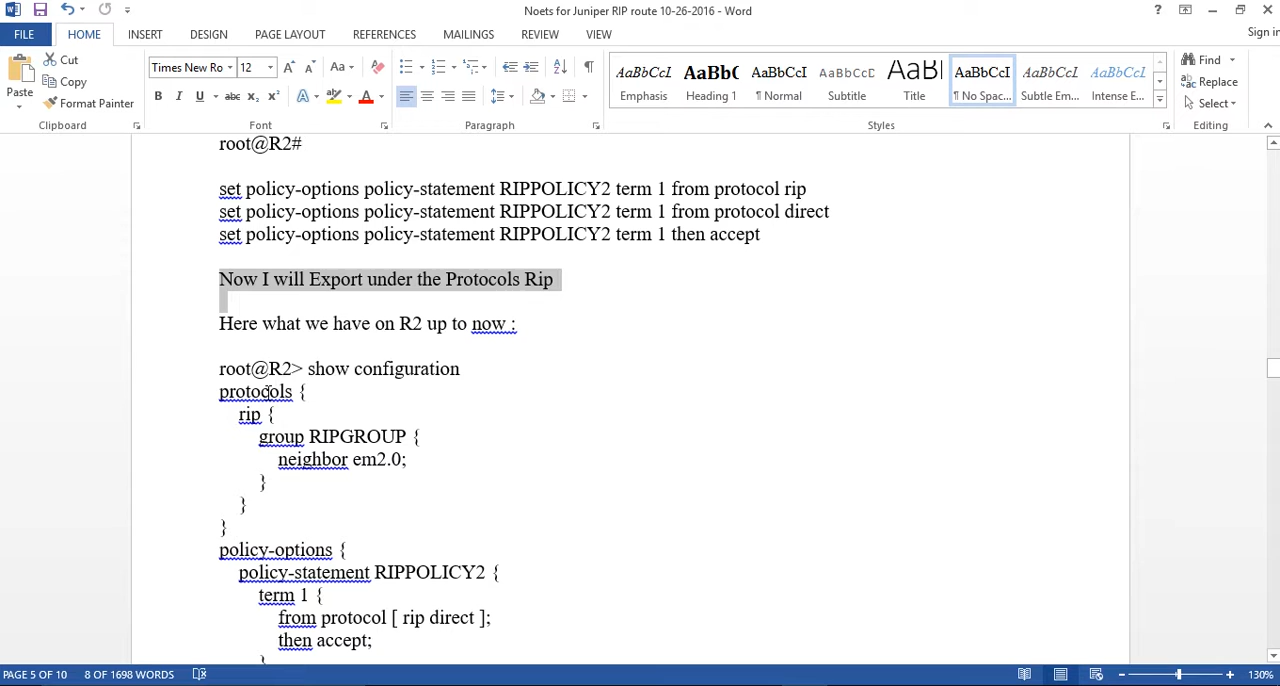 Noets for Juniper RIP route 10-26-2016 - Word
Sign in
FILE HOME INSERT DESIGN PAGE LAYOUT REFERENCES MAILINGS REVIEW VIEW
Paste
Cut
Copy
Format Painter
Clipboard
Times New Ro 12
Font
Paragraph
AaBbCcI AaBbC AaBbCcI AaBbCcD AaBI AaBbCcI AaBbCcI AaBbCcI
Emphasis Heading 1 ¶ Normal Subtitle Title ¶ No Spac... Subtle Em... Intense E...
Styles
Find
Replace
Select
Editing
root@R2#
set policy-options policy-statement RIPPOLICY2 term 1 from protocol rip
set policy-options policy-statement RIPPOLICY2 term 1 from protocol direct
set policy-options policy-statement RIPPOLICY2 term 1 then accept
Now I will Export under the Protocols Rip
Here what we have on R2 up to now :
root@R2> show configuration
protocols {
rip {
group RIPGROUP {
neighbor em2.0;
}
}
}
policy-options {
policy-statement RIPPOLICY2 {
term 1 {
from protocol [ rip direct ];
then accept;
}
PAGE 5 OF 10 8 OF 1698 WORDS
130%